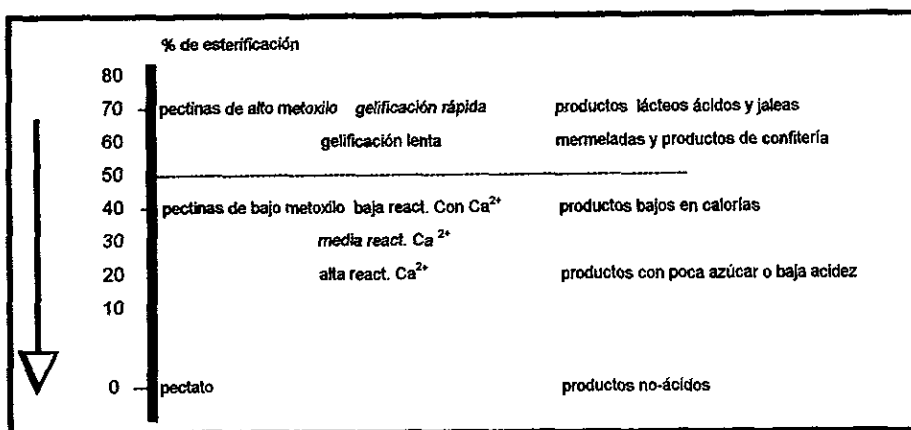 % de esterificación
80
70 pectinas de alto metoxilo gelificación rápida productos lácteos ácidos y jaleas
60 gelificación lenta mermeladas y productos de confitería
50
40 pectinas de bajo metoxilo baja react. Con Ca²⁺ productos bajos en calorías
30 media react. Ca ²⁺
20 alta react. Ca²⁺ productos con poca azúcar o baja acidez
10
0 pectato productos no-ácidos